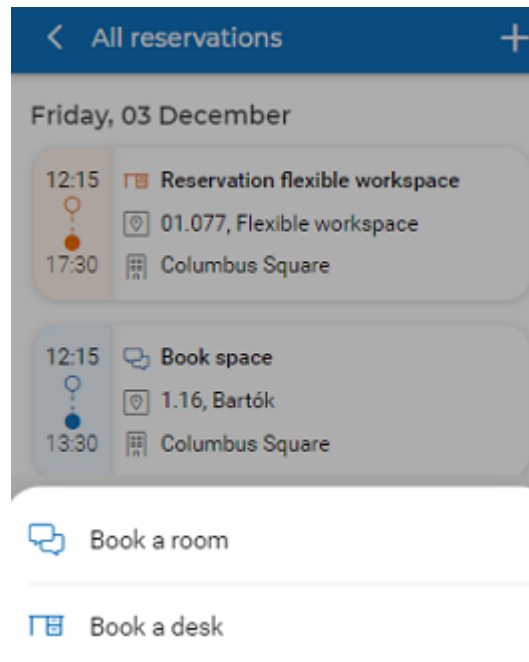 All reservations
Friday, 03 December
12:15 Reservation flexible workspace
01.077, Flexible workspace
17:30 Columbus Square
12:15 Book space
1.16, Bartók
13:30 Columbus Square
Book a room
Book a desk